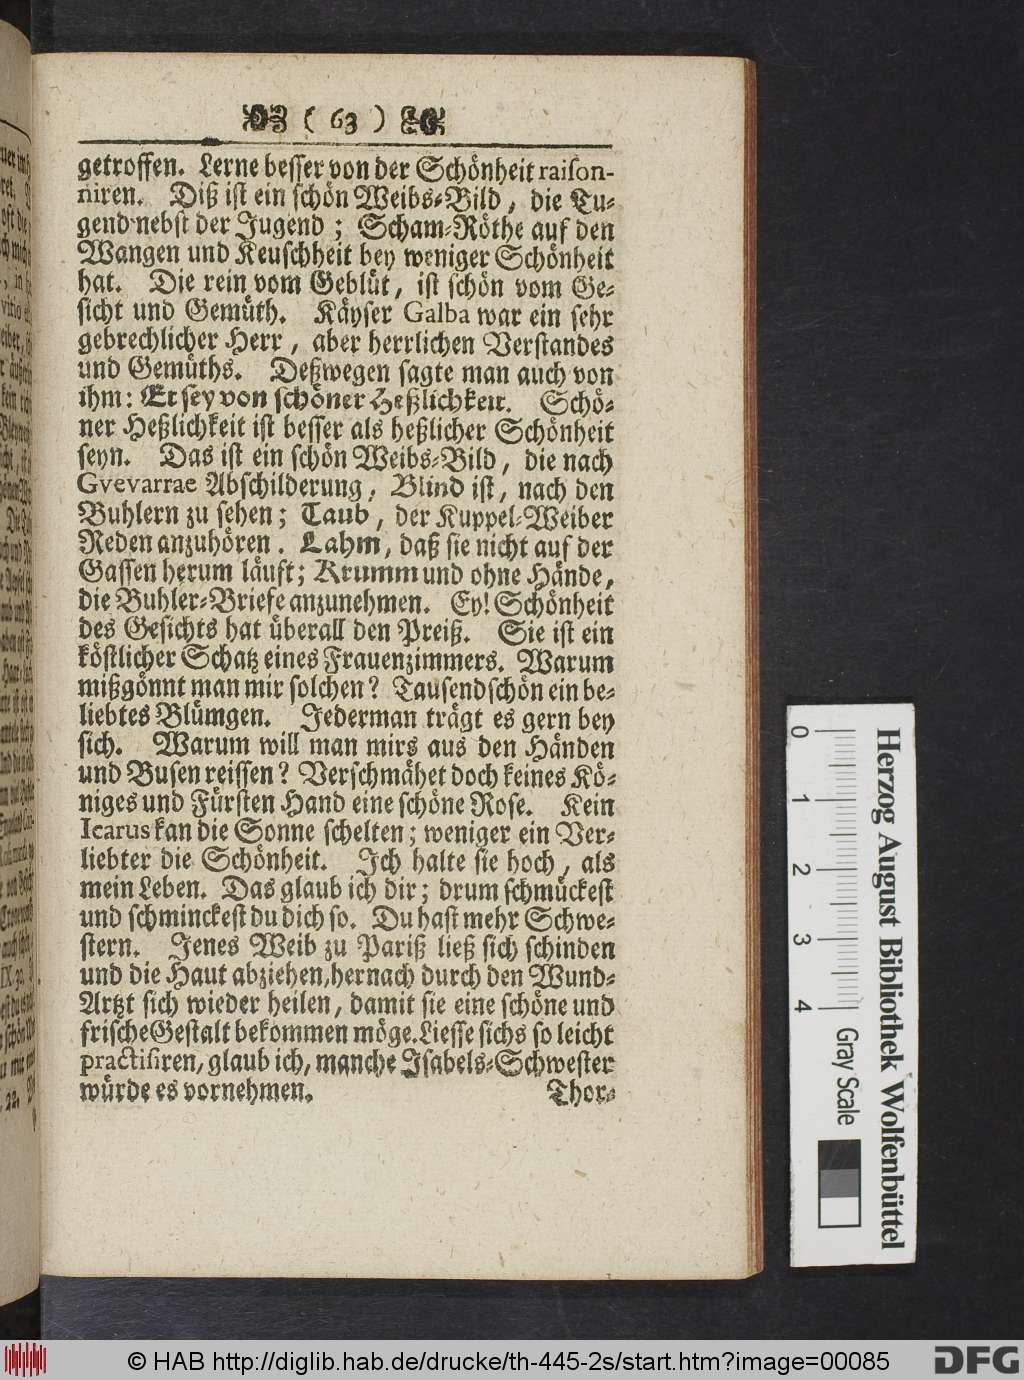 ( 63 )
getroffen. Lerne besser von der Schönheit raison-
niren. Diß ist ein schön Weibs-Bild, die Tu-
gend nebst der Jugend; Scham-Röthe auf den
Wangen und Keuschheit bey weniger Schönheit
hat. Die rein vom Geblüt, ist schön vom Ge-
sicht und Gemüth. Käyser Galba war ein sehr
gebrechlicher Herr, aber herrlichen Verstandes
und Gemüths. Deßwegen sagte man auch von
ihm: Er sey von schöner Heßlichkeit. Schö-
ner Heßlichkeit ist besser als heßlicher Schönheit
seyn. Das ist ein schön Weibs-Bild, die nach
Gvevarrae Abschilderung, Blind ist, nach den
Buhlern zu sehen; Taub, der Kuppel-Weiber
Reden anzuhören. Lahm, daß sie nicht auf der
Gassen herum läuft; Krumm und ohne Hände,
die Buhler-Briefe anzunehmen. Ey! Schönheit
des Gesichts hat überall den Preiß. Sie ist ein
köstlicher Schatz eines Frauenzimmers. Warum
mißgönnt man mir solchen? Tausendschön ein be-
liebtes Blümgen. Jederman trägt es gern bey
sich. Warum will man mirs aus den Händen
und Busen reissen? Verschmähet doch keines Kö-
niges und Fürsten Hand eine schöne Rose. Kein
Icarus kan die Sonne schelten; weniger ein Ver-
liebter die Schönheit. Ich halte sie hoch, als
mein Leben. Das glaub ich dir; drum schmückest
und schminckest du dich so. Du hast mehr Schwe-
stern. Jenes Weib zu Pariß ließ sich schinden
und die Haut abziehen, hernach durch den Wund-
Artzt sich wieder heilen, damit sie eine schöne und
frische Gestalt bekommen möge. Liesse sichs so leicht
practisiren, glaub ich, manche Isabels-Schwester
würde es vornehmen. Thor-
0 1 2 3 4
Gray Scale
Herzog August Bibliothek Wolfenbüttel
© HAB http://diglib.hab.de/drucke/th-445-2s/start.htm?image=00085
DFG